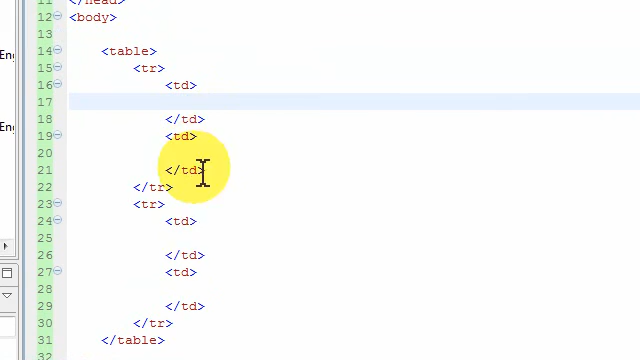 11 </head>
12 <body>
Eng
13
14 <table>
15 <tr>
16 <td>
17
Eng
18 </td>
19 <td>
20
21 </td>
22 </tr>
23 <tr>
24 <td>
25
26 </td>
27 <td>
28
29 </td>
30 </tr>
31 </table>
32